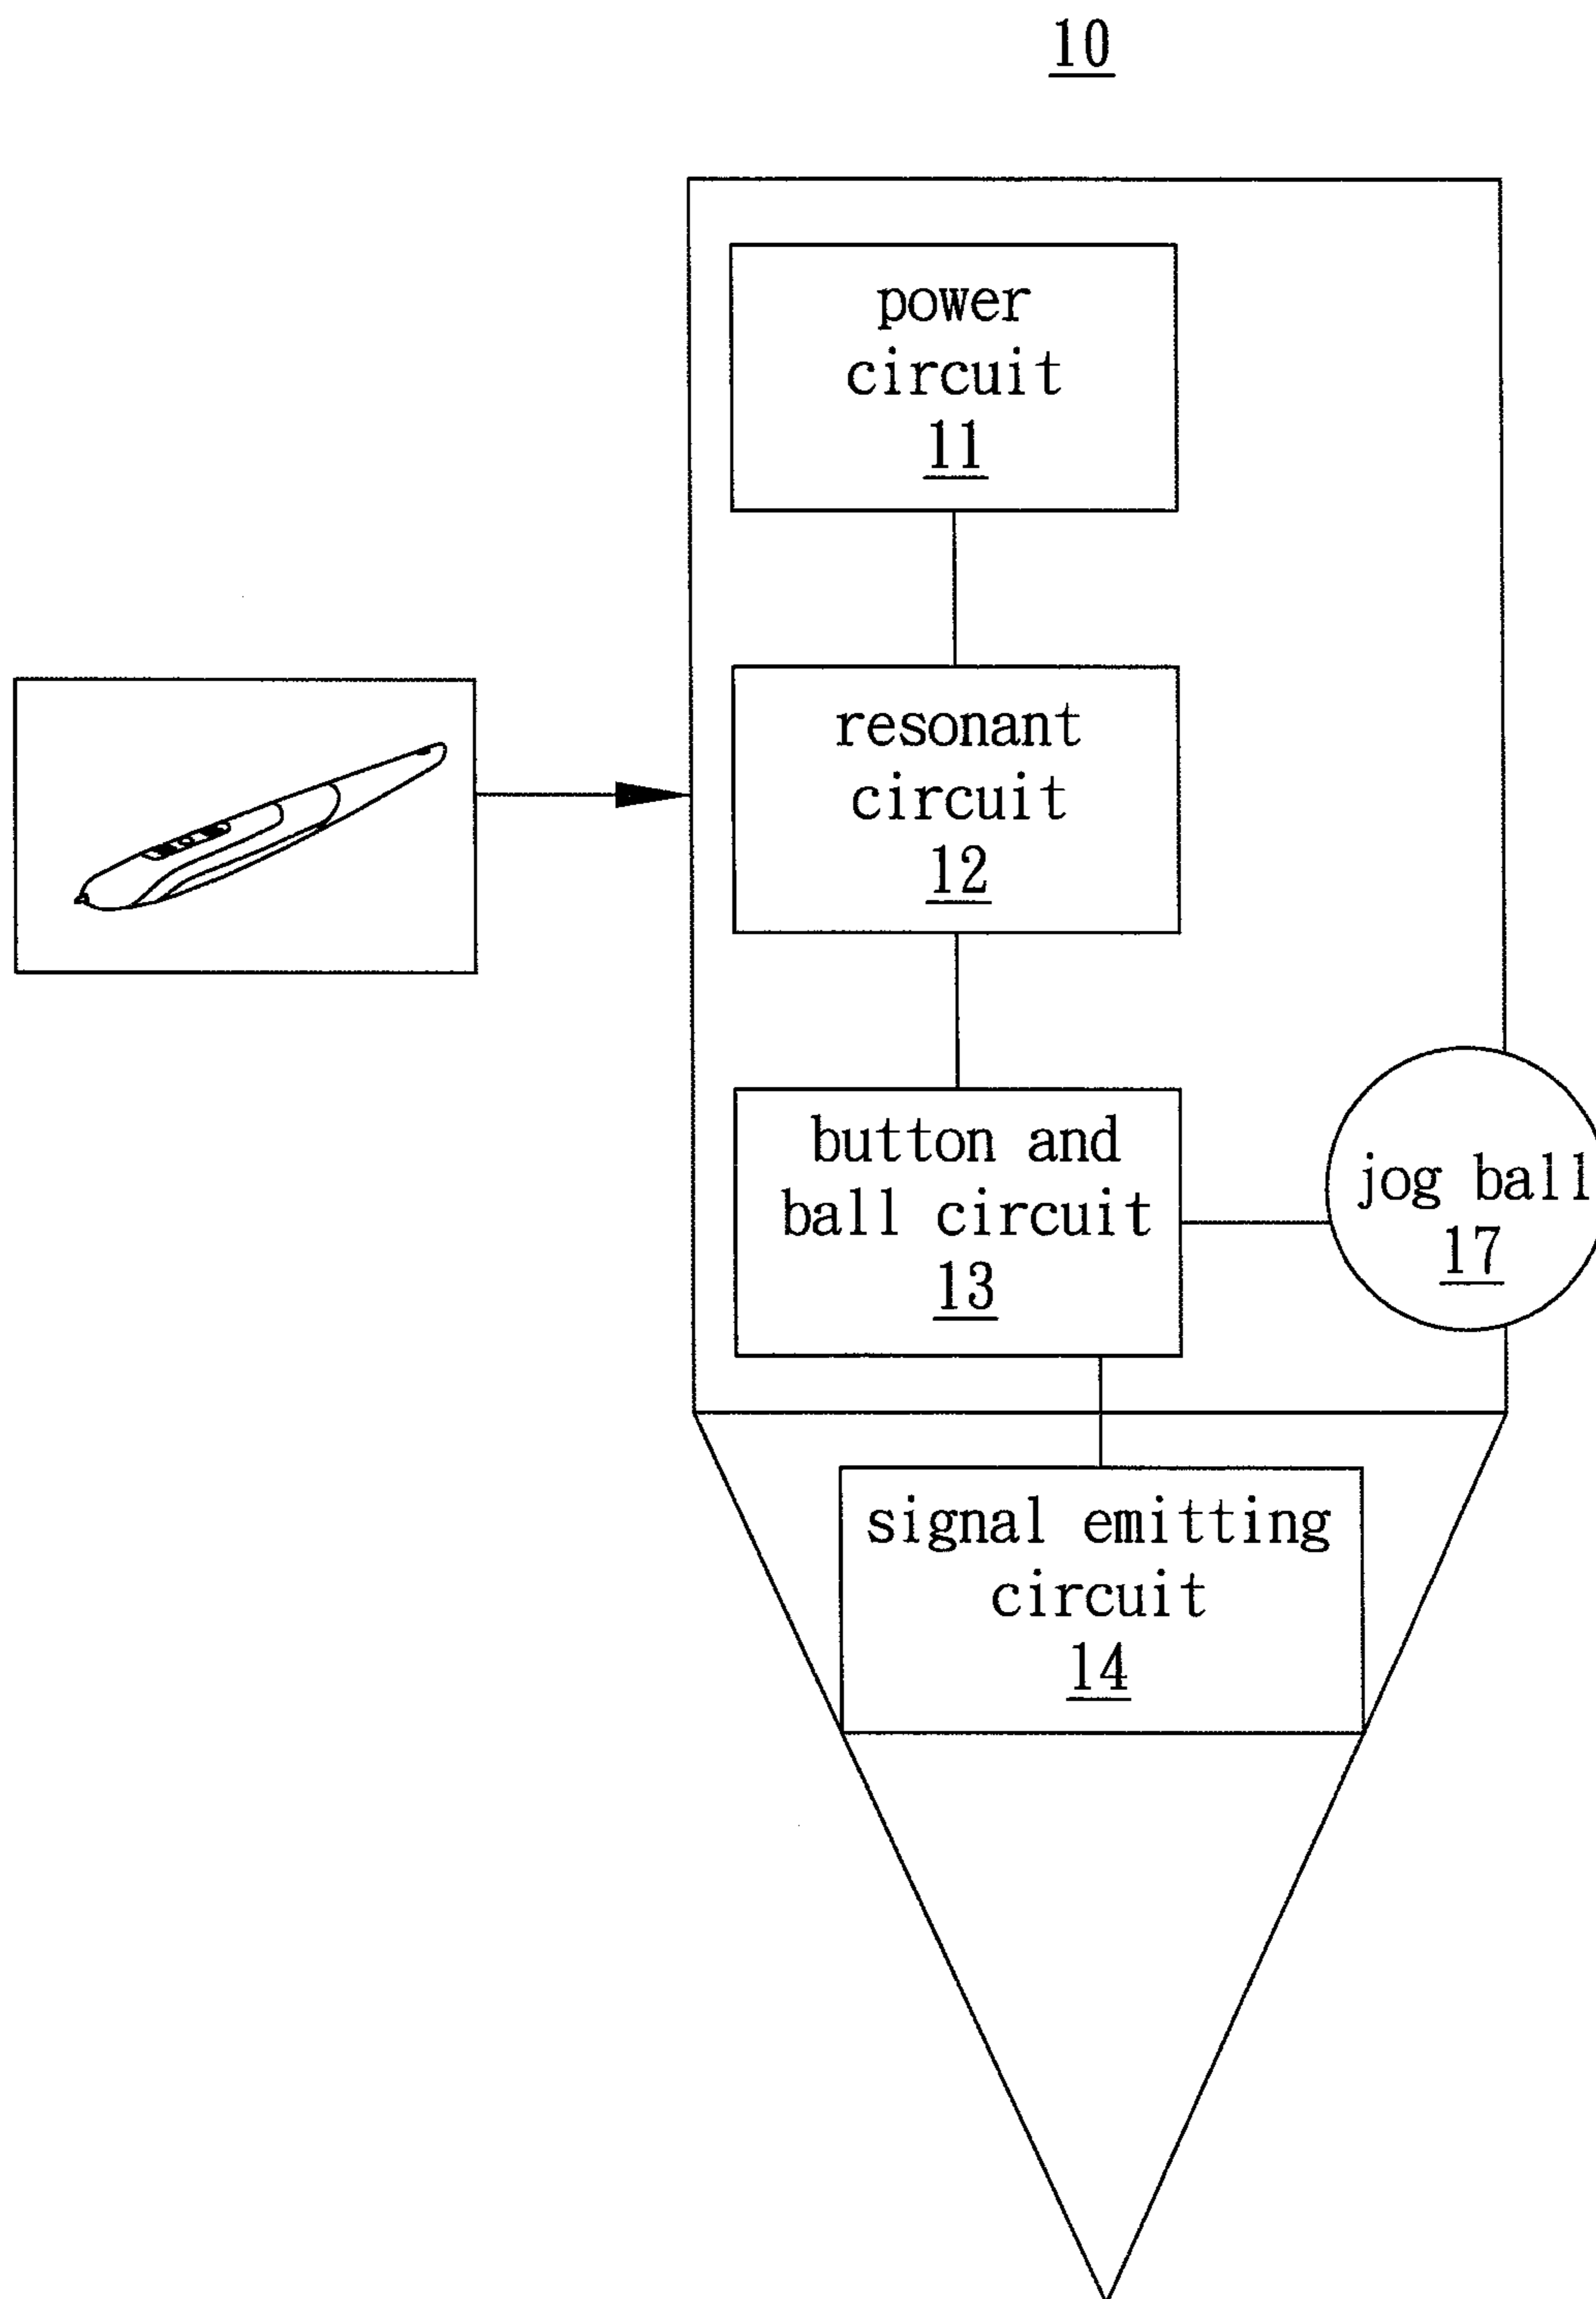 10
power
circuit
11
resonant
circuit
12
button and
ball circuit
13
jog ball
17
signal emitting
circuit
14